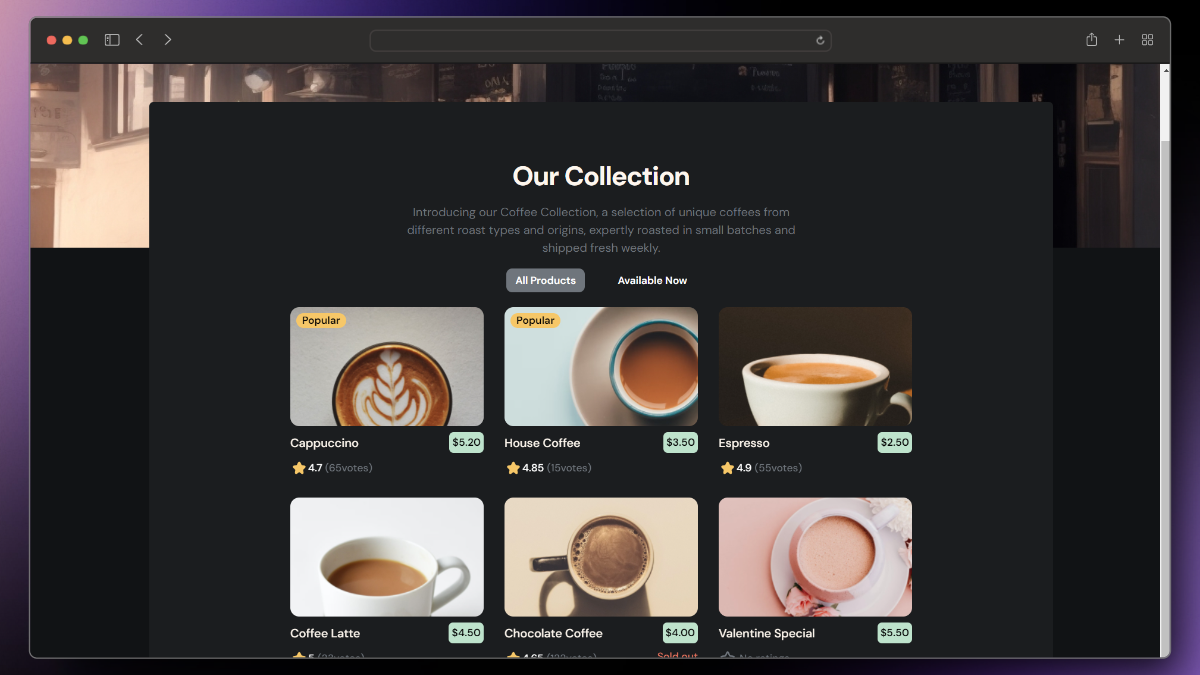 Our Collection
Introducing our Coffee Collection, a selection of unique coffees from
different roast types and origins, expertly roasted in small batches and
shipped fresh weekly.
All Products Available Now
Popular
Popular
Cappuccino $5.20
4.7 (65votes)
House Coffee $3.50
4.85 (15votes)
Espresso $2.50
4.9 (55votes)
Coffee Latte $4.50
Chocolate Coffee $4.00
4.65
Sold out
Valentine Special $5.50
No ratings